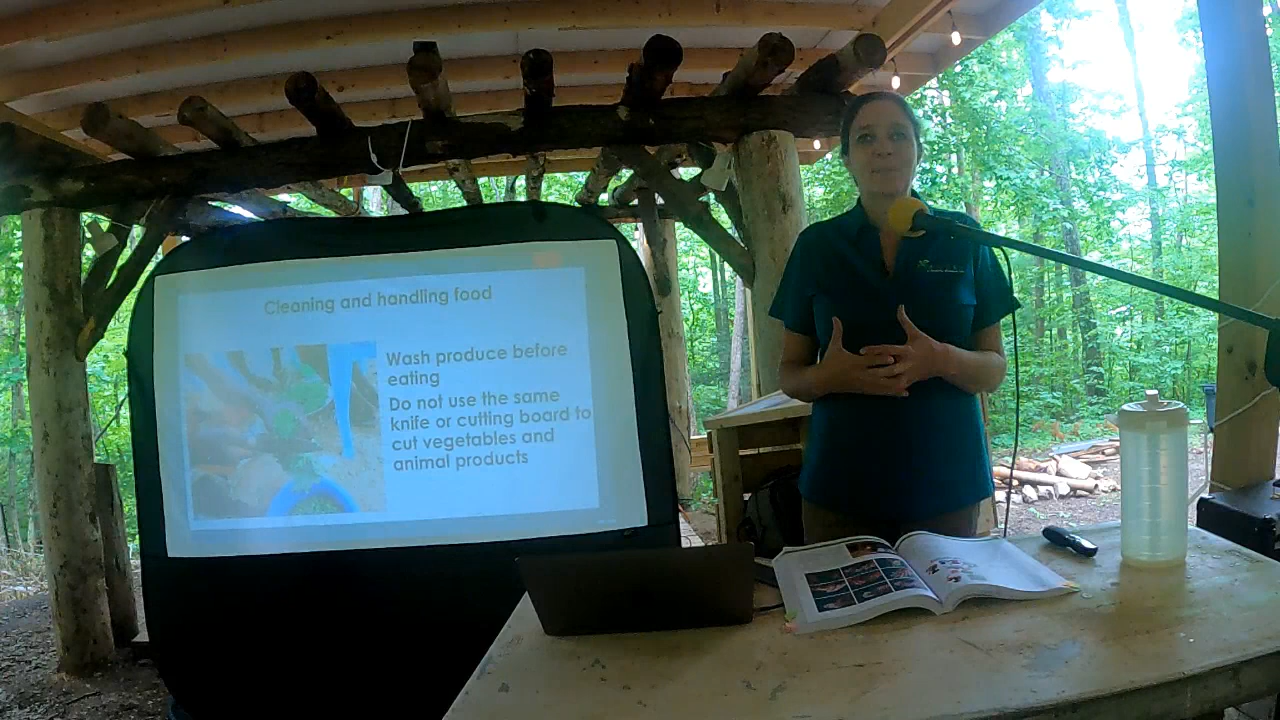 Cleaning and handling food
Wash produce before
eating
Do not use the same
knife or cutting board to
cut vegetables and
animal products